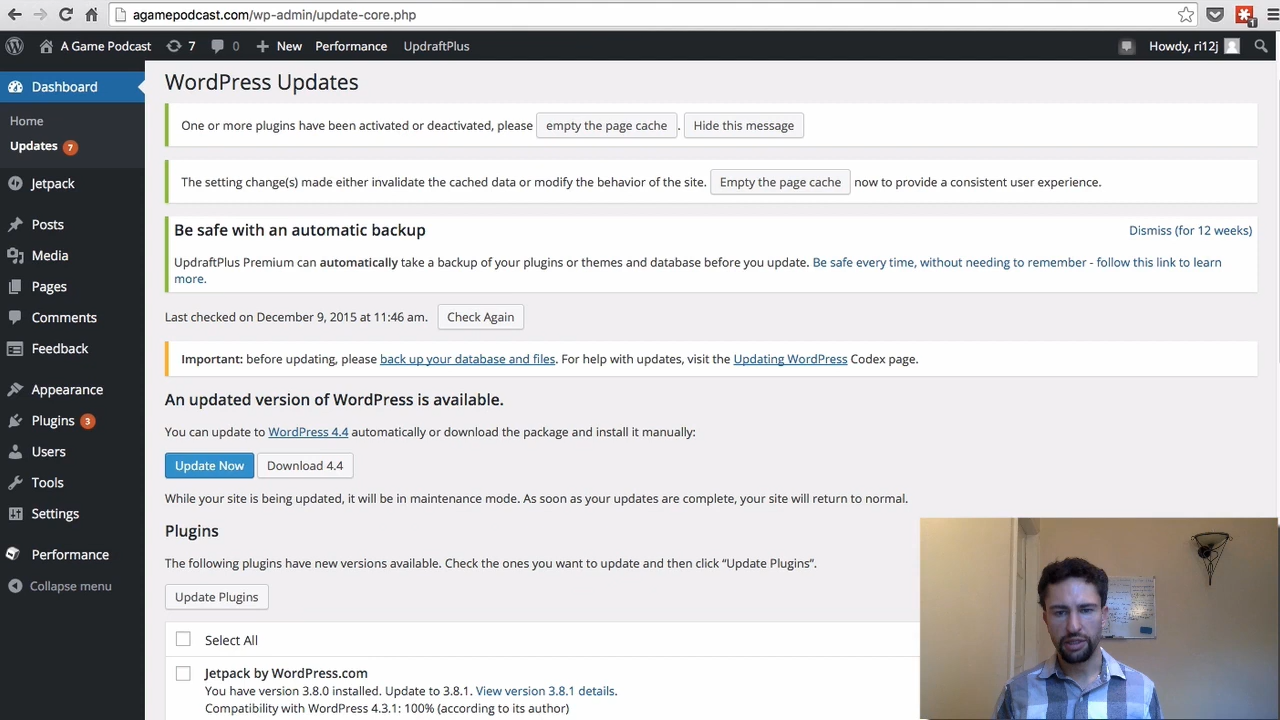 agamepodcast.com/wp-admin/update-core.php
1
A Game Podcast 7 0 New Performance UpdraftPlus Howdy, ri12j
Dashboard
Home
Updates 7
Jetpack
Posts
Media
Pages
Comments
Feedback
Appearance
Plugins 3
Users
Tools
Settings
Performance
Collapse menu
WordPress Updates
One or more plugins have been activated or deactivated, please empty the page cache . Hide this message
The setting change(s) made either invalidate the cached data or modify the behavior of the site. Empty the page cache now to provide a consistent user experience.
Be safe with an automatic backup Dismiss (for 12 weeks)
UpdraftPlus Premium can automatically take a backup of your plugins or themes and database before you update. Be safe every time, without needing to remember - follow this link to learn
more.
Last checked on December 9, 2015 at 11:46 am. Check Again
Important: before updating, please back up your database and files. For help with updates, visit the Updating WordPress Codex page.
An updated version of WordPress is available.
You can update to WordPress 4.4 automatically or download the package and install it manually:
Update Now Download 4.4
While your site is being updated, it will be in maintenance mode. As soon as your updates are complete, your site will return to normal.
Plugins
The following plugins have new versions available. Check the ones you want to update and then click “Update Plugins”.
Update Plugins
Select All
Jetpack by WordPress.com
You have version 3.8.0 installed. Update to 3.8.1. View version 3.8.1 details.
Compatibility with WordPress 4.3.1: 100% (according to its author)